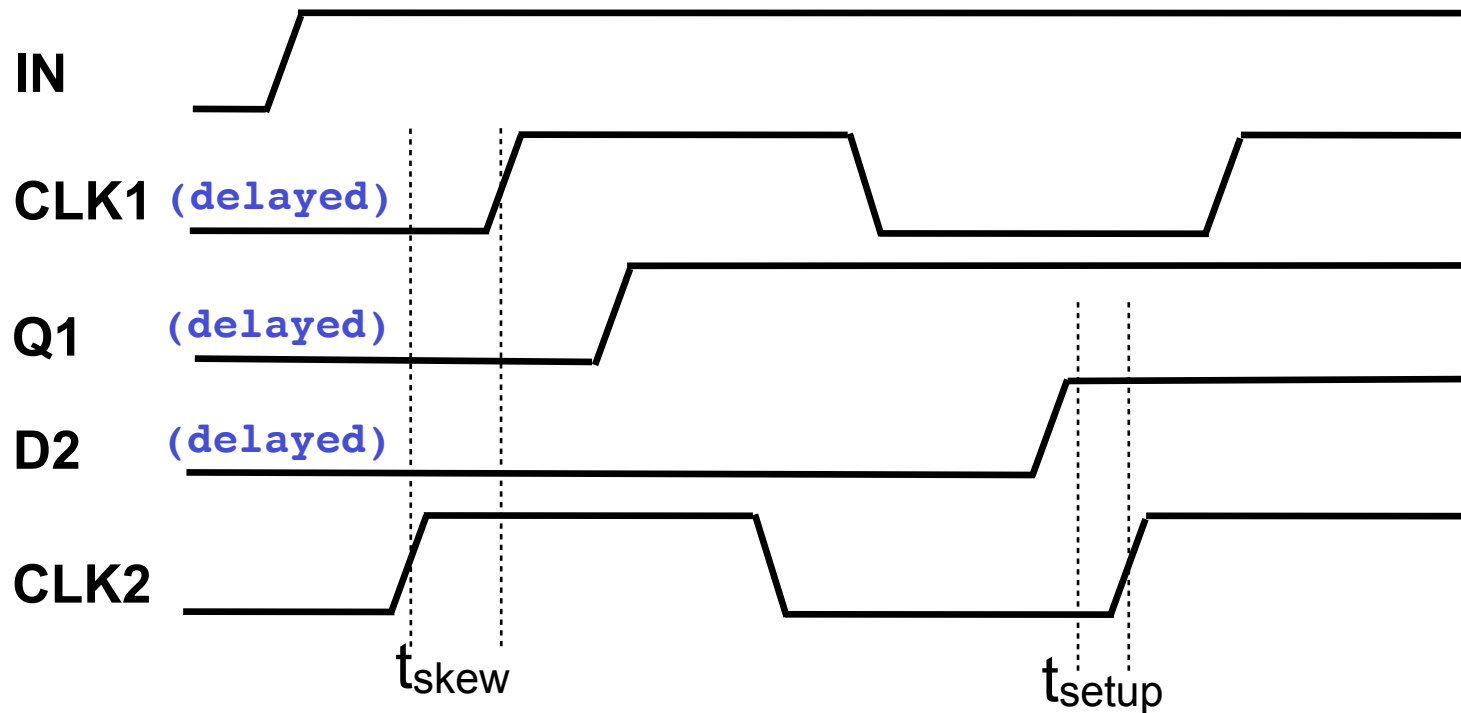 IN
CLK1 (delayed)
Q1 (delayed)
D2 (delayed)
CLK2
tskew tsetup